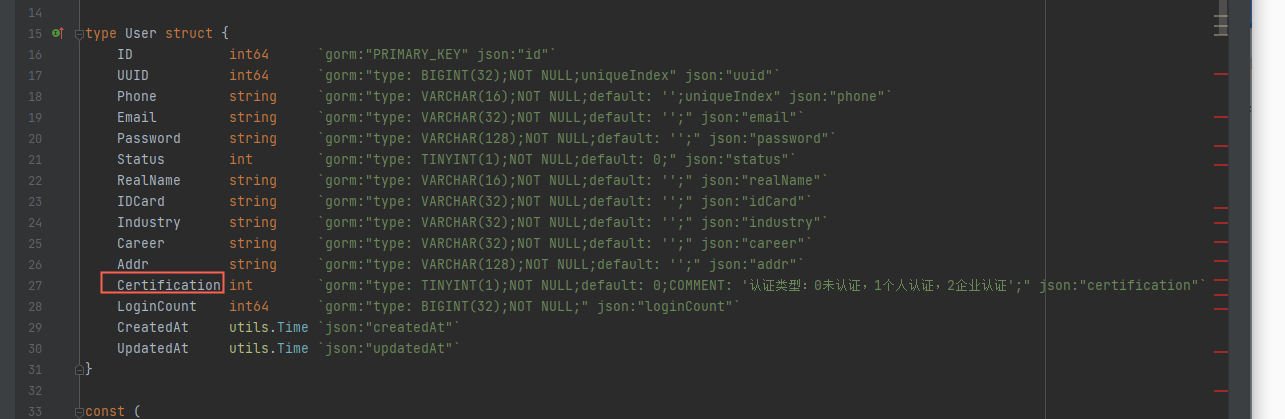 14
15 type User struct {
16 ID int64 `gorm:"PRIMARY_KEY" json:"id"`
17 UUID int64 `gorm:"type: BIGINT(32);NOT NULL;uniqueIndex" json:"uuid"`
18 Phone string `gorm:"type: VARCHAR(16);NOT NULL;default: '';uniqueIndex" json:"phone"`
19 Email string `gorm:"type: VARCHAR(32);NOT NULL;default: '';" json:"email"`
20 Password string `gorm:"type: VARCHAR(128);NOT NULL;default: '';" json:"password"`
21 Status int `gorm:"type: TINYINT(1);NOT NULL;default: 0;" json:"status"`
22 RealName string `gorm:"type: VARCHAR(16);NOT NULL;default: '';" json:"realName"`
23 IDCard string `gorm:"type: VARCHAR(32);NOT NULL;default: '';" json:"idCard"`
24 Industry string `gorm:"type: VARCHAR(32);NOT NULL;default: '';" json:"industry"`
25 Career string `gorm:"type: VARCHAR(32);NOT NULL;default: '';" json:"career"`
26 Addr string `gorm:"type: VARCHAR(128);NOT NULL;default: '';" json:"addr"`
27 Certification int `gorm:"type: TINYINT(1);NOT NULL;default: 0;COMMENT: '认证类型：0未认证，1个人认证，2企业认证';" json:"certification"`
28 LoginCount int64 `gorm:"type: BIGINT(32);NOT NULL;" json:"loginCount"`
29 CreatedAt utils.Time `json:"createdAt"`
30 UpdatedAt utils.Time `json:"updatedAt"`
31 }
32
33 const (